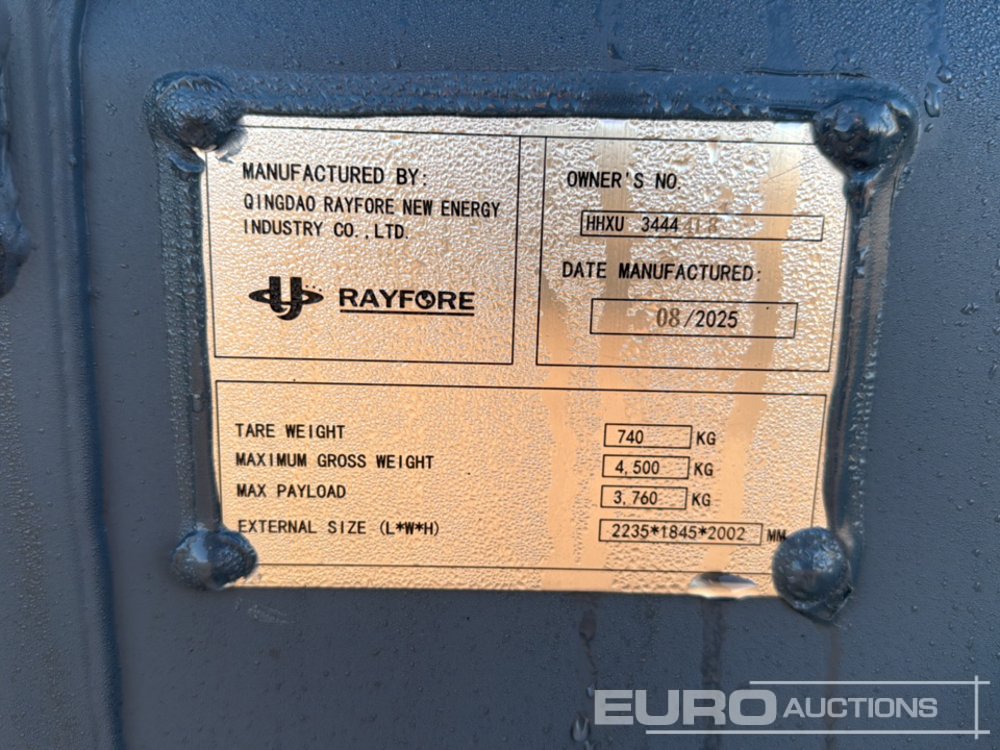 MANUFACTURED BY:
QINGDAO RAYFORE NEW ENERGY
INDUSTRY CO.,LTD.
RAYFORE
OWNER'S NO.
HHXU 3444
DATE MANUFACTURED:
08/2025
TARE WEIGHT 740 KG
MAXIMUM GROSS WEIGHT 4,500 KG
MAX PAYLOAD 3,760 KG
EXTERNAL SIZE (L*W*H) 2235*1845*2002 MM
EURO AUCTIONS